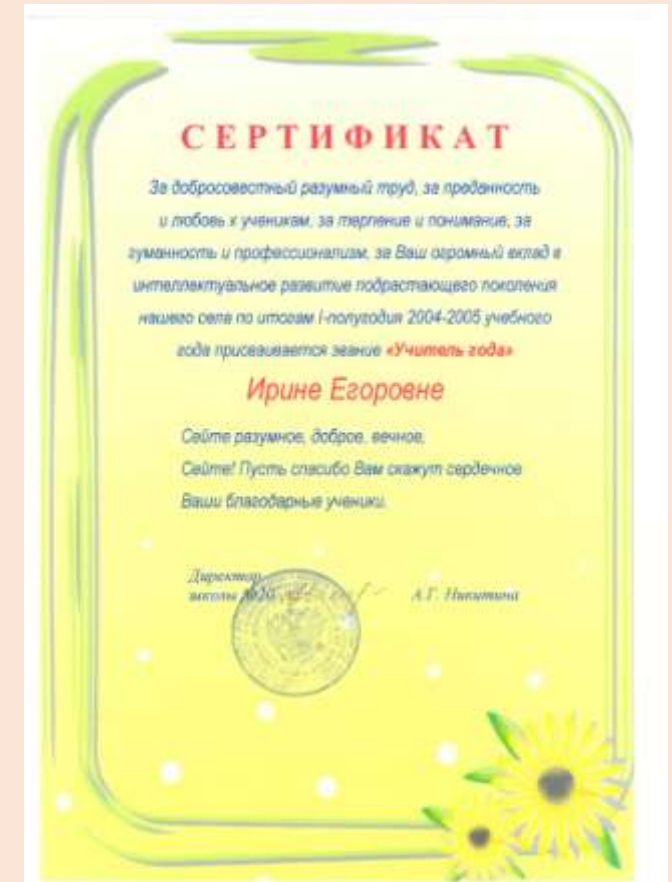 СЕРТИФИКАТ
За добросовестный разумный труд, за преданность
и любовь к ученикам, за терпение и понимание, за
гуманность и профессионализм, за Ваш огромный вклад в
интеллектуальное развитие подрастающего поколения
нашего села по итогам I-полугодия 2004-2005 учебного
года присваивается звание «Учитель года»
Ирине Егоровне
Сейте разумное, доброе, вечное,
Сейте! Пусть спасибо Вам скажут сердечное
Ваши благодарные ученики.
Директор
школы №20 А.Г. Никитина